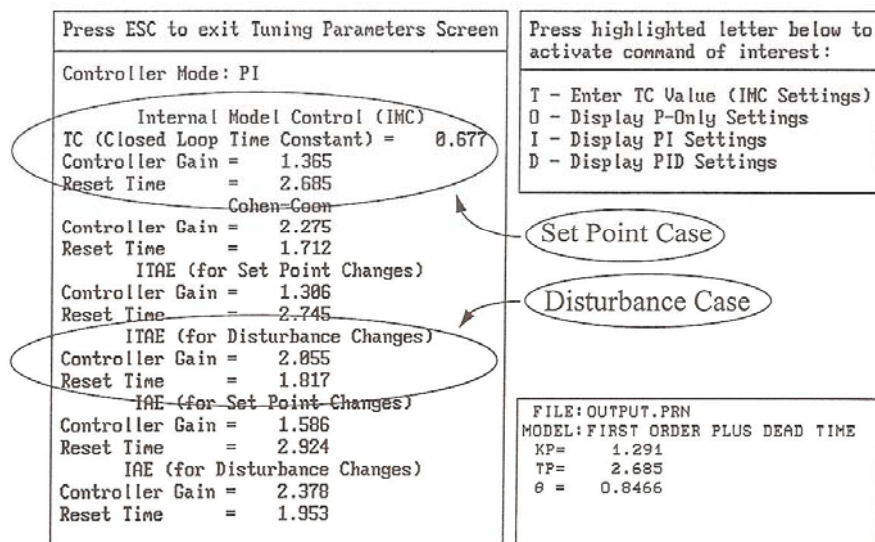 Press ESC to exit Tuning Parameters Screen
Controller Mode: PI
Internal Model Control (IMC)
TC (Closed Loop Time Constant) = 0.677
Controller Gain = 1.365
Reset Time = 2.685
Cohen-Coon
Controller Gain = 2.275
Reset Time = 1.712
ITAE (for Set Point Changes)
Controller Gain = 1.306
Reset Time = 2.745
ITAE (for Disturbance Changes)
Controller Gain = 2.055
Reset Time = 1.817
IAE (for Set Point Changes)
Controller Gain = 1.586
Reset Time = 2.924
IAE (for Disturbance Changes)
Controller Gain = 2.378
Reset Time = 1.953
Press highlighted letter below to
activate command of interest:
T - Enter TC Value (IMC Settings)
O - Display P-Only Settings
I - Display PI Settings
D - Display PID Settings
Set Point Case
Disturbance Case
FILE:OUTPUT.PRN
MODEL:FIRST ORDER PLUS DEAD TIME
KP= 1.291
TP= 2.685
θ = 0.8466